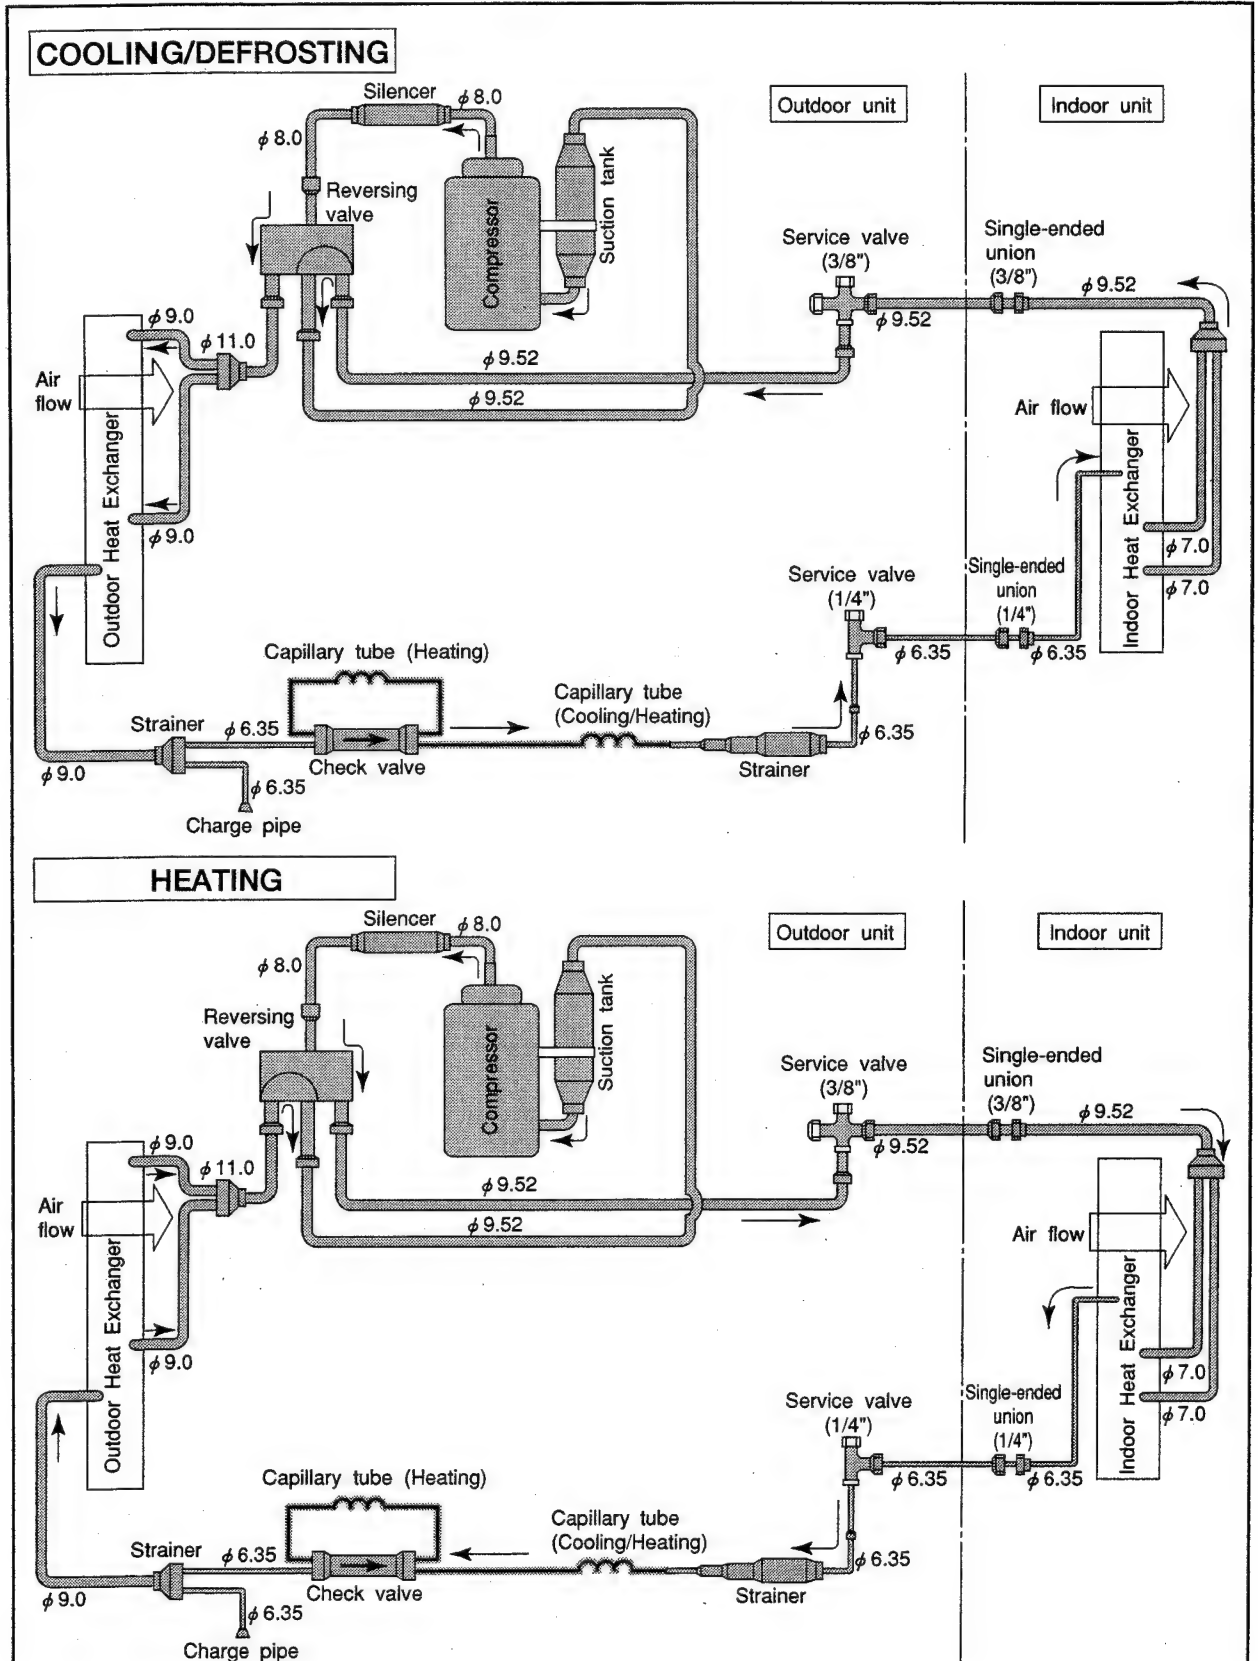 COOLING/DEFROSTING
Silencer
φ 8.0
φ 8.0
Outdoor unit
Indoor unit
Reversing
valve
Compressor
Suction tank
Service valve
(3/8")
Single-ended
union
(3/8")
φ 9.52
φ 9.52
φ 9.0
φ 11.0
Air
flow
φ 9.52
φ 9.52
Air flow
Outdoor Heat Exchanger
φ 9.0
Indoor Heat Exchanger
φ 7.0
φ 7.0
Service valve
(1/4")
Single-ended
union
(1/4")
φ 6.35
φ 6.35
Capillary tube (Heating)
Capillary tube
(Cooling/Heating)
Strainer
φ 6.35
φ 6.35
Check valve
Strainer
φ 9.0
φ 6.35
Charge pipe
HEATING
Silencer
φ 8.0
φ 8.0
Outdoor unit
Indoor unit
Reversing
valve
Compressor
Suction tank
Service valve
(3/8")
Single-ended
union
(3/8")
φ 9.52
φ 9.52
φ 9.0
φ 11.0
Air
flow
φ 9.52
φ 9.52
Air flow
Outdoor Heat Exchanger
φ 9.0
Indoor Heat Exchanger
φ 7.0
φ 7.0
Service valve
(1/4")
Single-ended
union
(1/4")
φ 6.35
φ 6.35
Capillary tube (Heating)
Capillary tube
(Cooling/Heating)
Strainer
φ 6.35
φ 6.35
Check valve
Strainer
φ 9.0
φ 6.35
Charge pipe